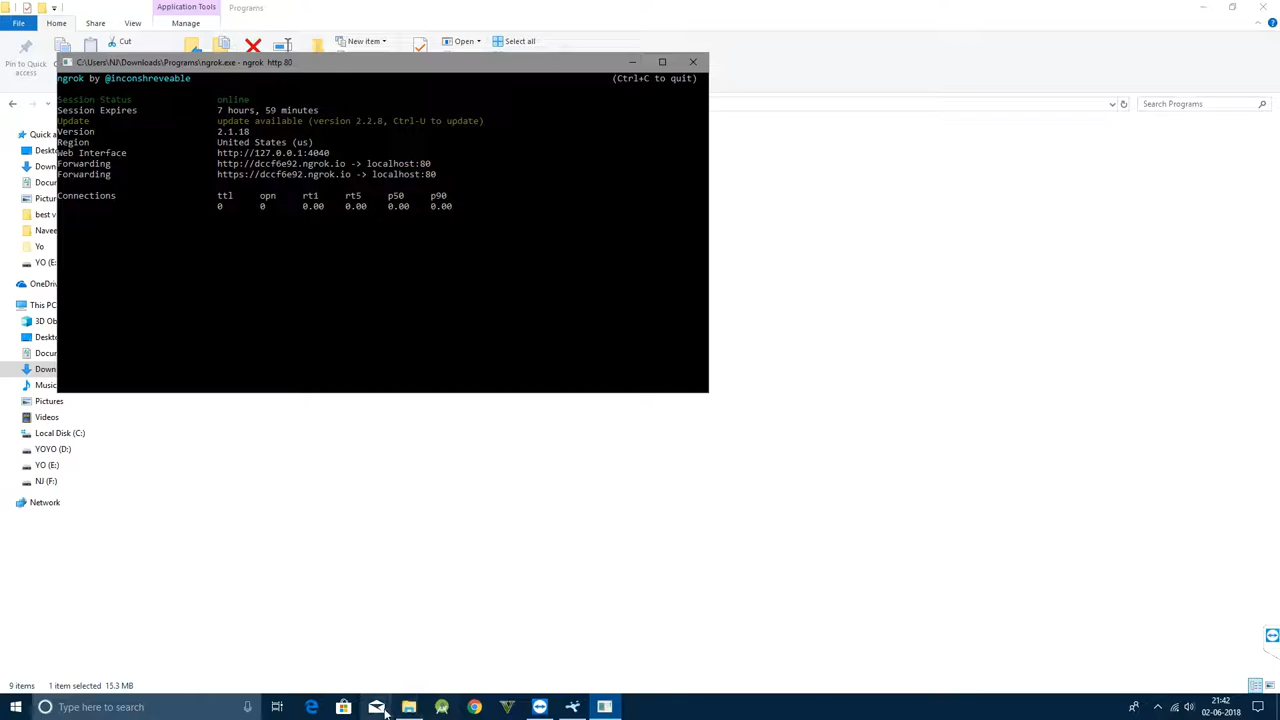 Application Tools
File Home Share View Manage
Cut
New item
Open
Select all
Pin to Quick access
C:\Users\NJ\Downloads\Programs\ngrok.exe - ngrok http 80
Search Programs
ngrok by @inconshreveable (Ctrl+C to quit)
Session Status online
Session Expires 7 hours, 59 minutes
Update update available (version 2.2.8, Ctrl-U to update)
Version 2.1.18
Region United States (us)
Web Interface http://127.0.0.1:4040
Forwarding http://dccf6e92.ngrok.io -> localhost:80
Forwarding https://dccf6e92.ngrok.io -> localhost:80
Connections ttl opn rt1 rt5 p50 p90
0 0 0.00 0.00 0.00 0.00
Quick a
Deskto
Down
Docur
Pictur
best v
Navee
Yo
YO (E:
OneDriv
This PC
3D Ob
Deskto
Docur
Down
Music
Pictures
Videos
Local Disk (C:)
YOYO (D:)
YO (E:)
NJ (F:)
Network
9 items 1 item selected 15.3 MB
Type here to search
21:42
02-06-2018